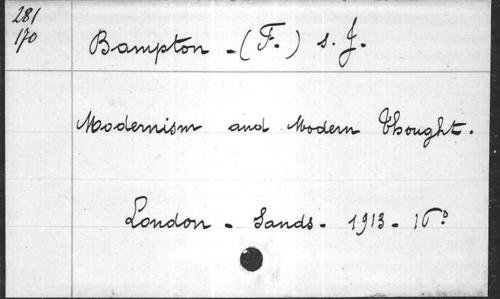 281
170
Bampton - (F.) s. J.
Modernism and Modern Thought.
London - Sands - 1913 - 16°